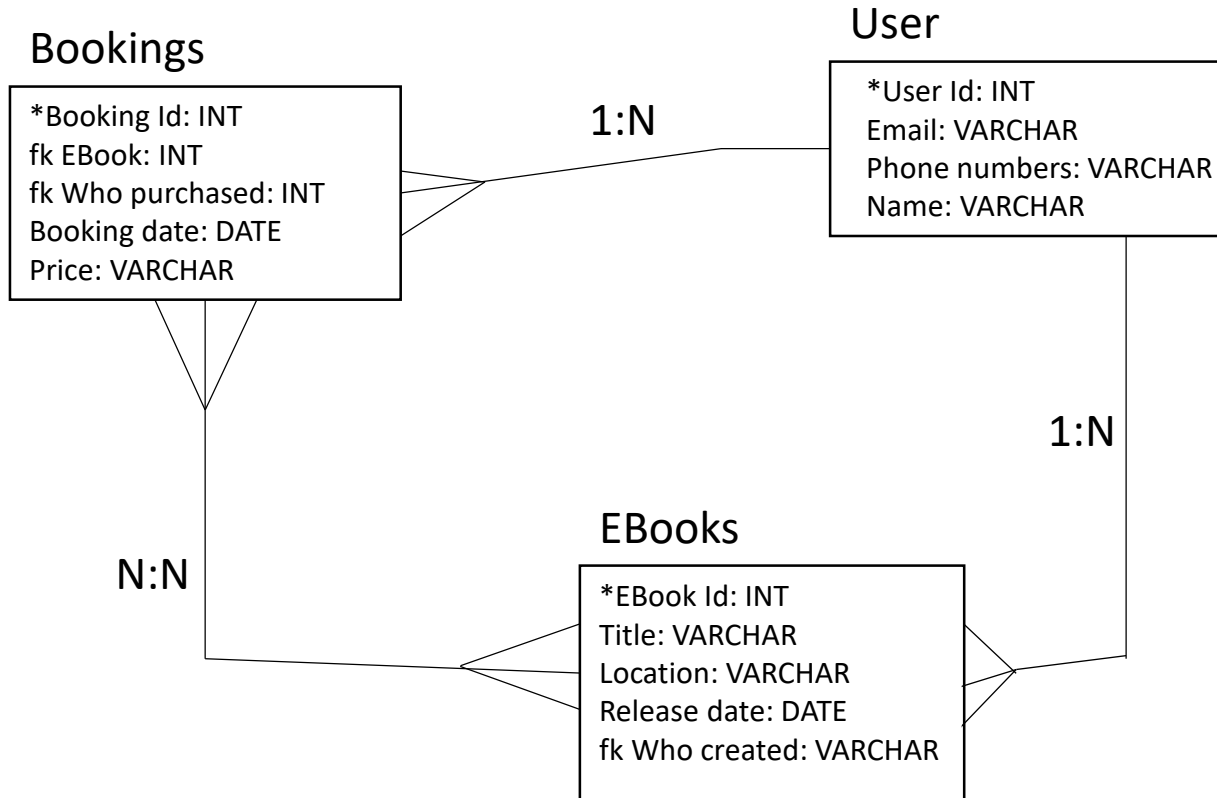 Bookings
*Booking Id: INT
fk EBook: INT
fk Who purchased: INT
Booking date: DATE
Price: VARCHAR
1:N
User
*User Id: INT
Email: VARCHAR
Phone numbers: VARCHAR
Name: VARCHAR
1:N
N:N
EBooks
*EBook Id: INT
Title: VARCHAR
Location: VARCHAR
Release date: DATE
fk Who created: VARCHAR